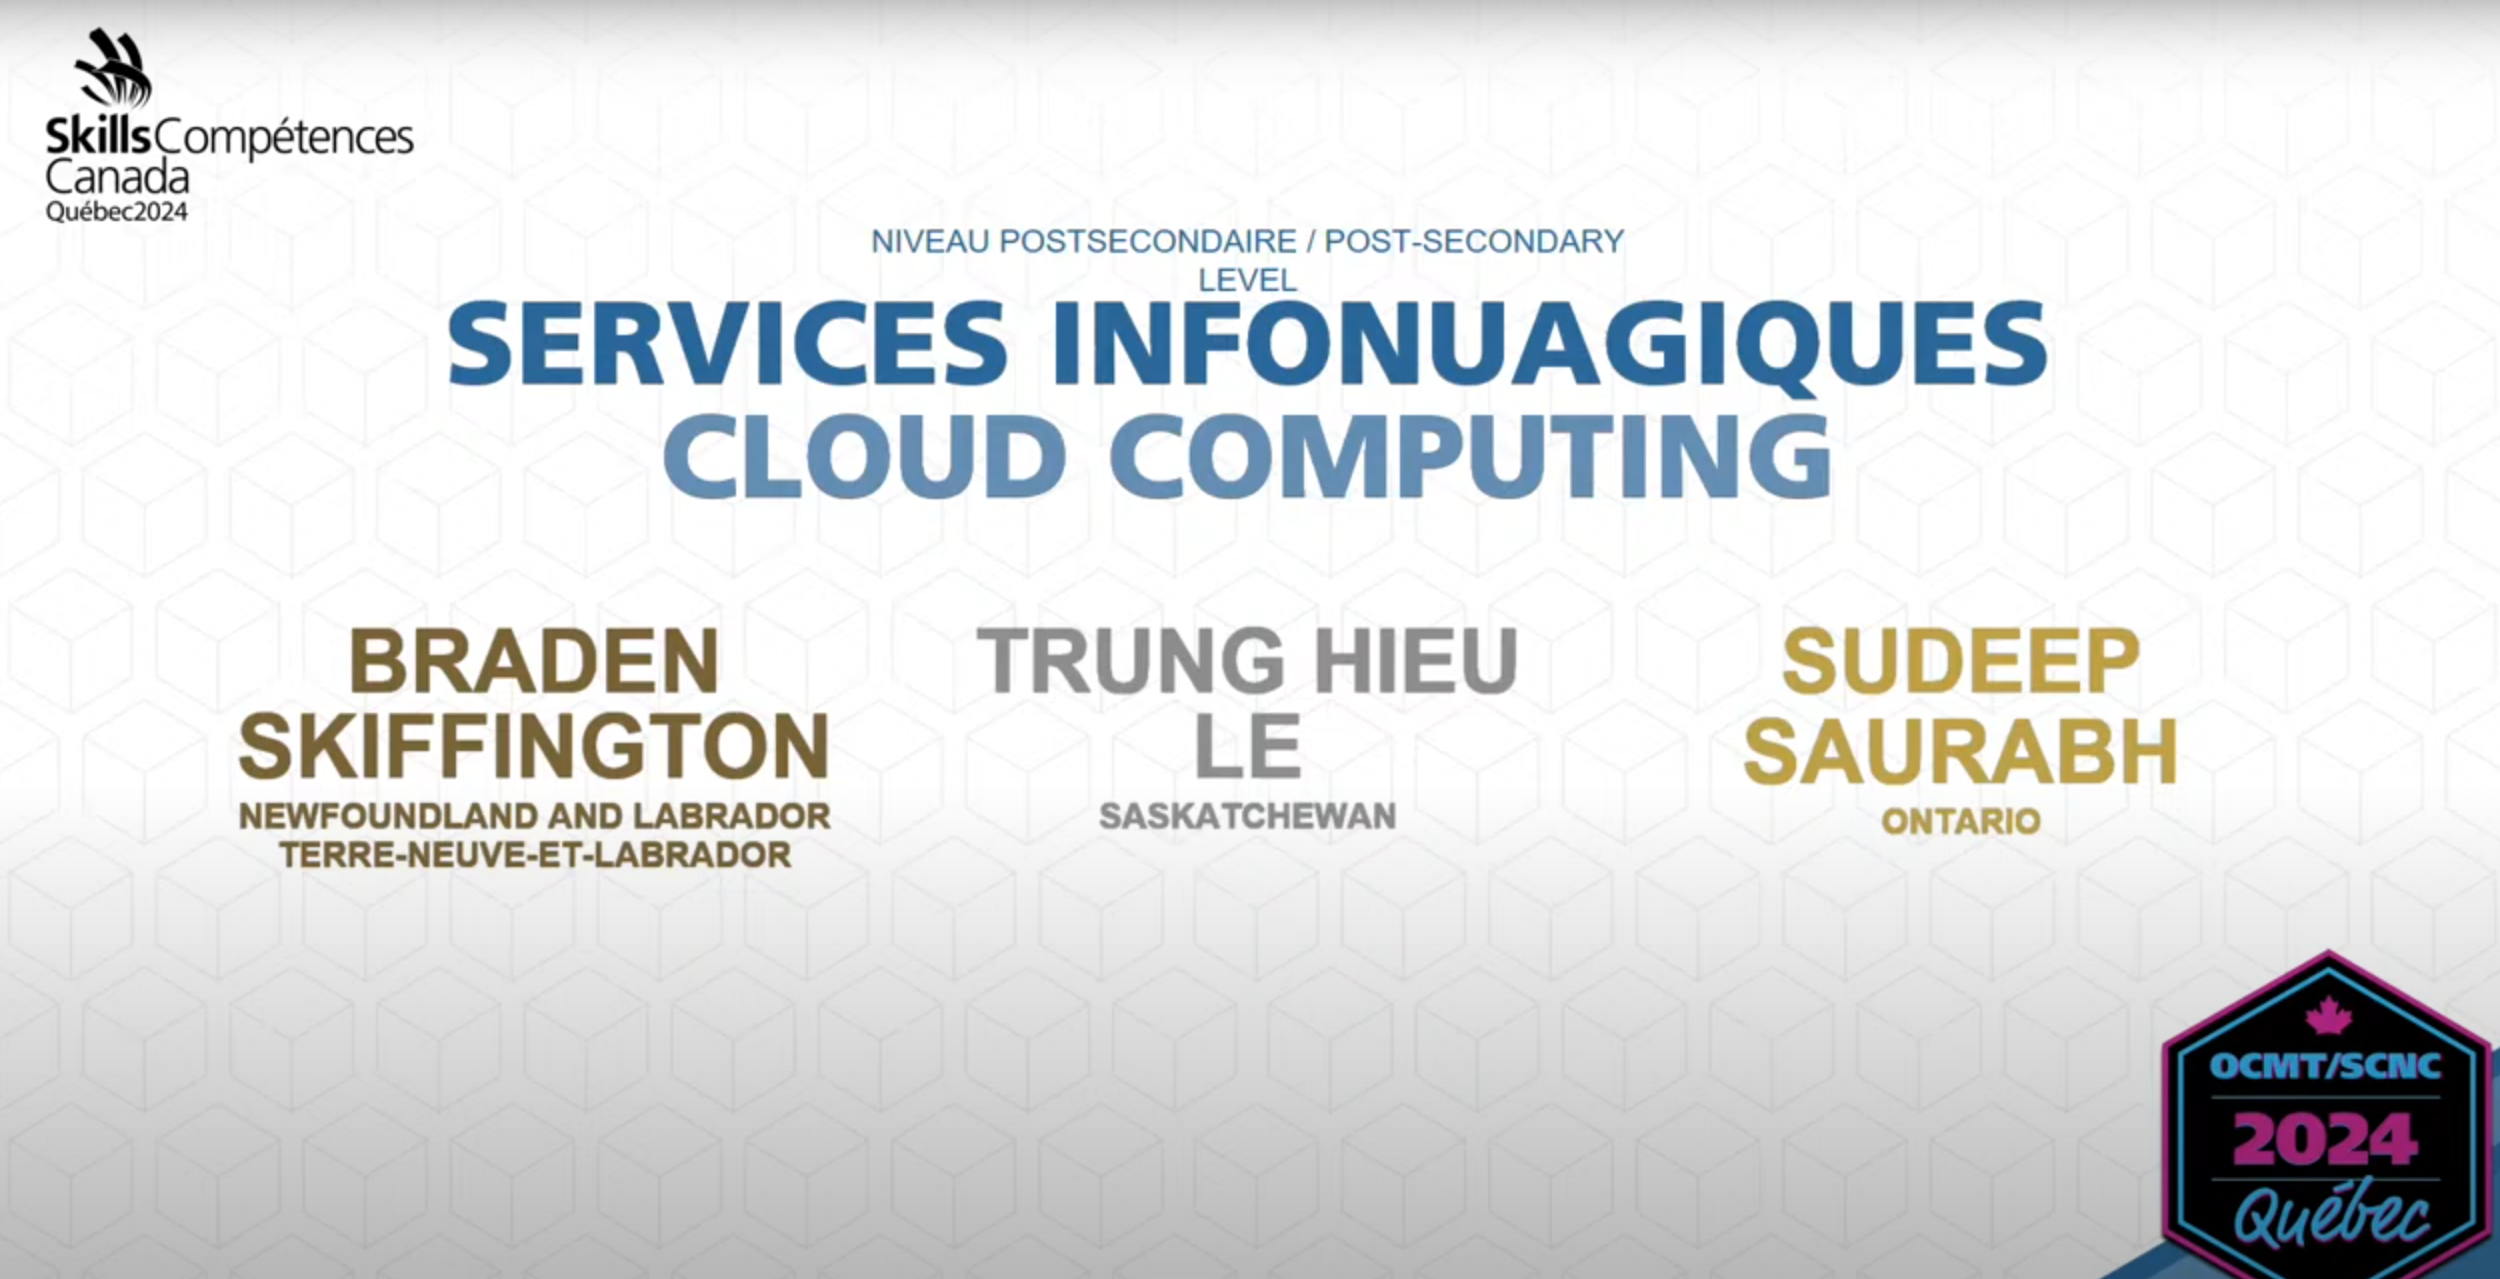 SkillsCompétences
Canada
Québec2024
NIVEAU POSTSECONDAIRE / POST-SECONDARY
LEVEL
SERVICES INFONUAGIQUES
CLOUD COMPUTING
BRADEN
SKIFFINGTON
NEWFOUNDLAND AND LABRADOR
TERRE-NEUVE-ET-LABRADOR
TRUNG HIEU
LE
SASKATCHEWAN
SUDEEP
SAURABH
ONTARIO
OCMT/SCNC
2024
Québec